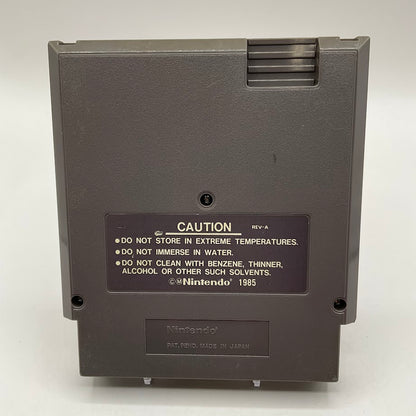 CAUTION REV-A
●DO NOT STORE IN EXTREME TEMPERATURES.
●DO NOT IMMERSE IN WATER.
●DO NOT CLEAN WITH BENZENE, THINNER,
ALCOHOL OR OTHER SUCH SOLVENTS.
©Ⓜ Nintendo 1985
Nintendo
PAT. PEND. MADE IN JAPAN